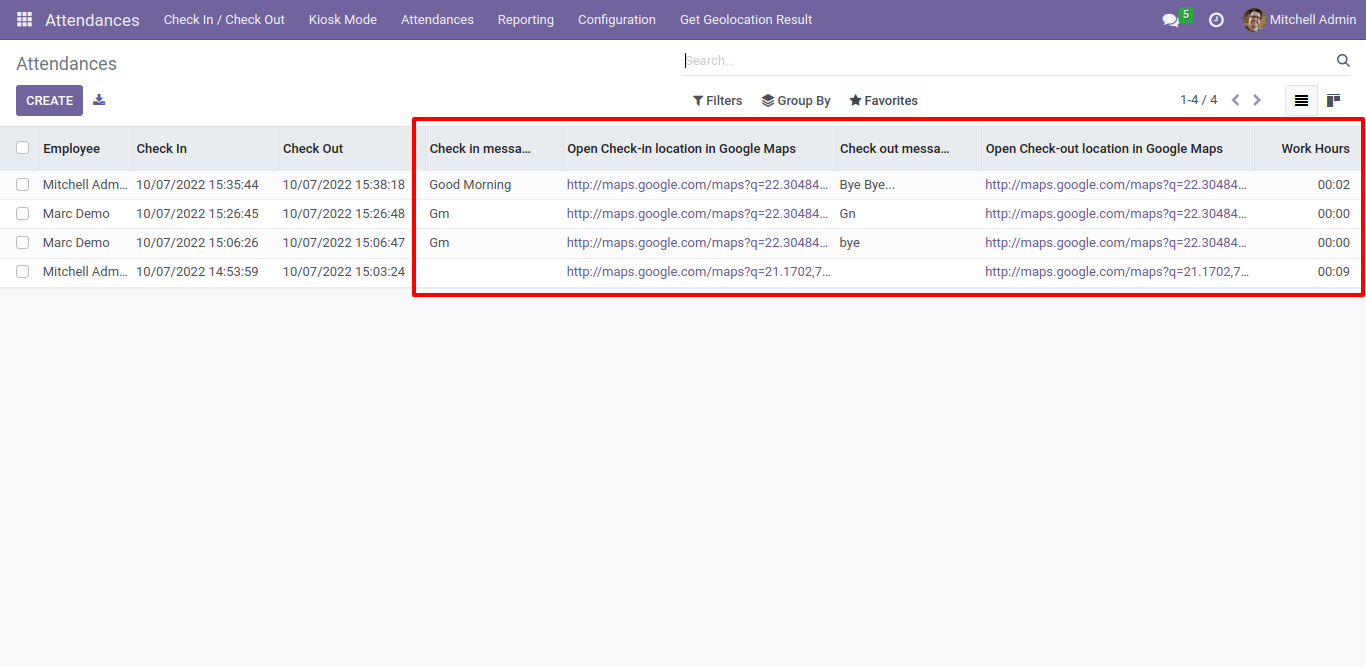 Attendances Check In / Check Out Kiosk Mode Attendances Reporting Configuration Get Geolocation Result 5 Mitchell Admin
Attendances Search...
CREATE Filters Group By Favorites 1-4 / 4
Employee Check In Check Out Check in messa... Open Check-in location in Google Maps Check out messa... Open Check-out location in Google Maps Work Hours
Mitchell Adm... 10/07/2022 15:35:44 10/07/2022 15:38:18 Good Morning http://maps.google.com/maps?q=22.30484... Bye Bye... http://maps.google.com/maps?q=22.30484... 00:02
Marc Demo 10/07/2022 15:26:45 10/07/2022 15:26:48 Gm http://maps.google.com/maps?q=22.30484... Gn http://maps.google.com/maps?q=22.30484... 00:00
Marc Demo 10/07/2022 15:06:26 10/07/2022 15:06:47 Gm http://maps.google.com/maps?q=22.30484... bye http://maps.google.com/maps?q=22.30484... 00:00
Mitchell Adm... 10/07/2022 14:53:59 10/07/2022 15:03:24 http://maps.google.com/maps?q=21.1702,7... http://maps.google.com/maps?q=21.1702,7... 00:09